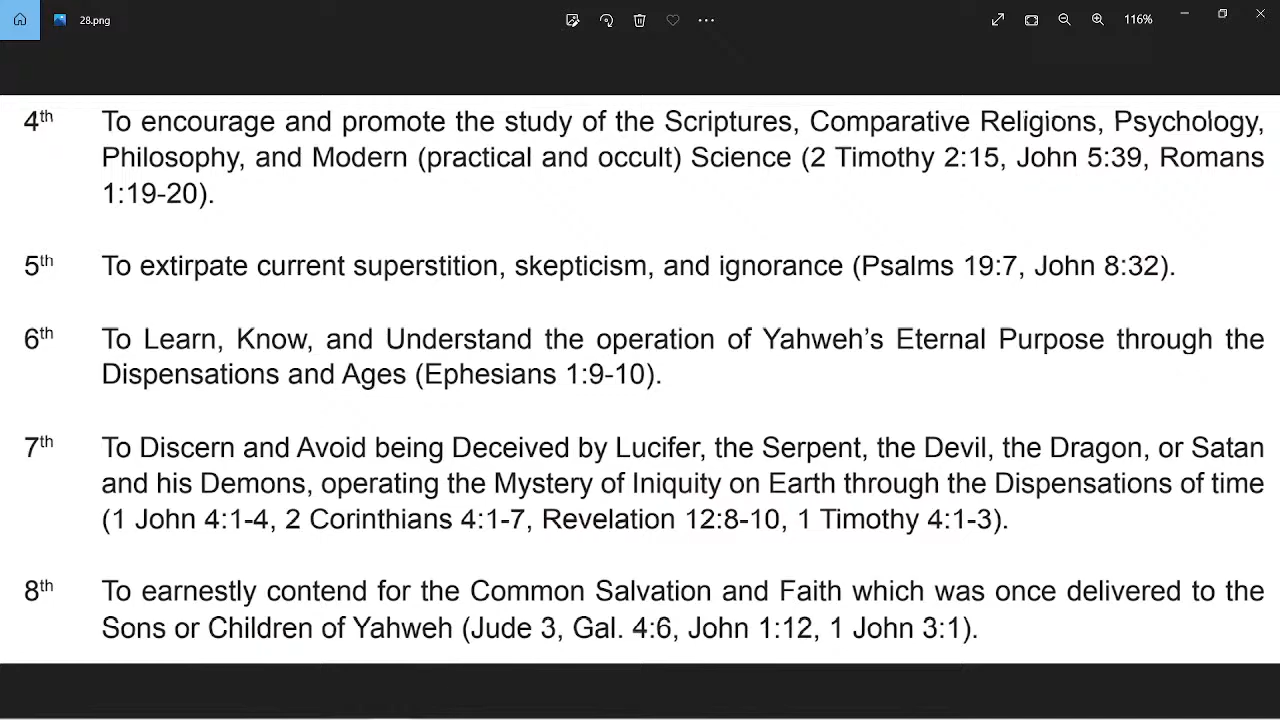 28.png
116%
4th To encourage and promote the study of the Scriptures, Comparative Religions, Psychology,
Philosophy, and Modern (practical and occult) Science (2 Timothy 2:15, John 5:39, Romans
1:19-20).
5th To extirpate current superstition, skepticism, and ignorance (Psalms 19:7, John 8:32).
6th To Learn, Know, and Understand the operation of Yahweh's Eternal Purpose through the
Dispensations and Ages (Ephesians 1:9-10).
7th To Discern and Avoid being Deceived by Lucifer, the Serpent, the Devil, the Dragon, or Satan
and his Demons, operating the Mystery of Iniquity on Earth through the Dispensations of time
(1 John 4:1-4, 2 Corinthians 4:1-7, Revelation 12:8-10, 1 Timothy 4:1-3).
8th To earnestly contend for the Common Salvation and Faith which was once delivered to the
Sons or Children of Yahweh (Jude 3, Gal. 4:6, John 1:12, 1 John 3:1).